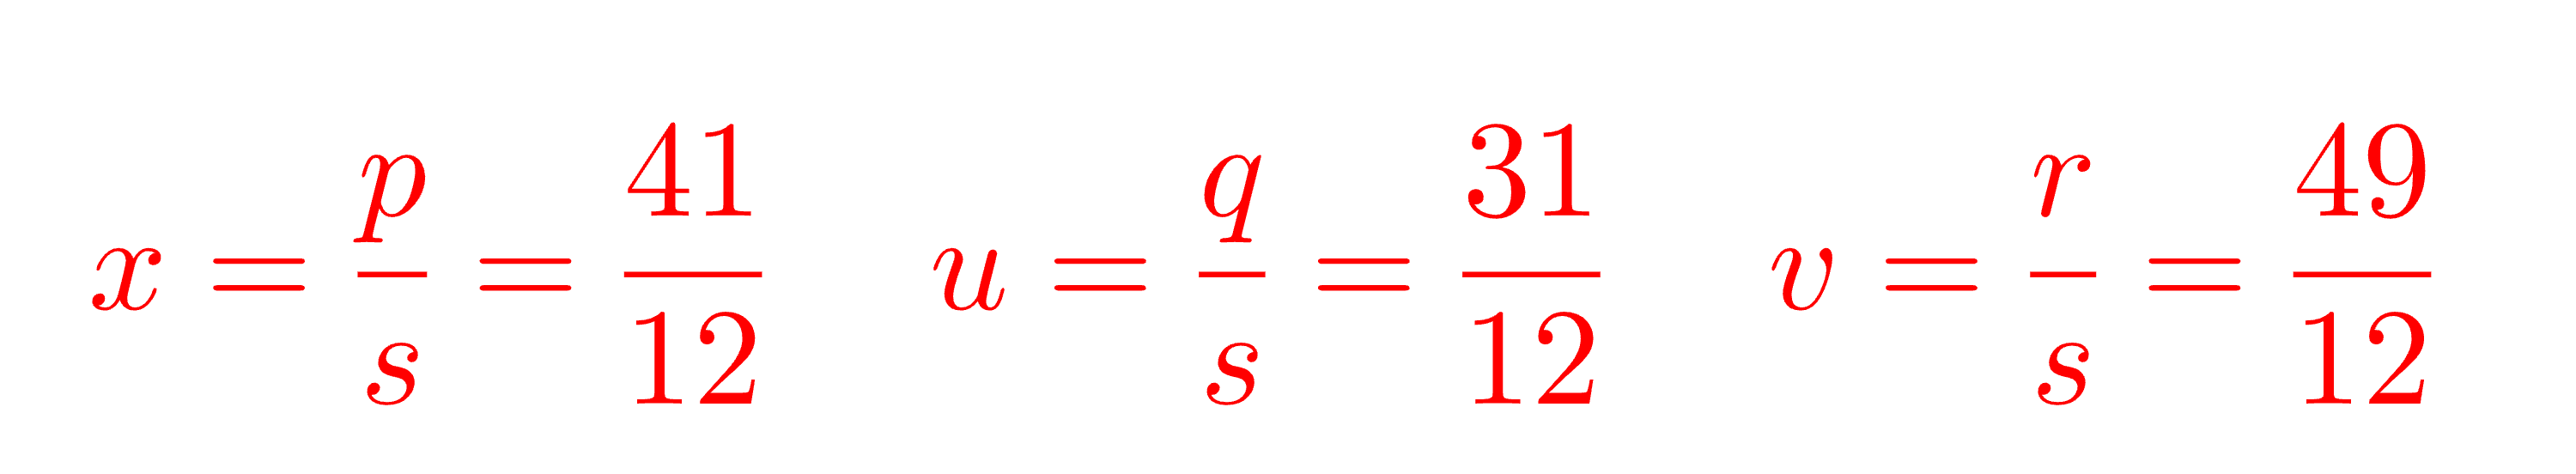 x = p/s = 41/12 u = q/s = 31/12 v = r/s = 49/12